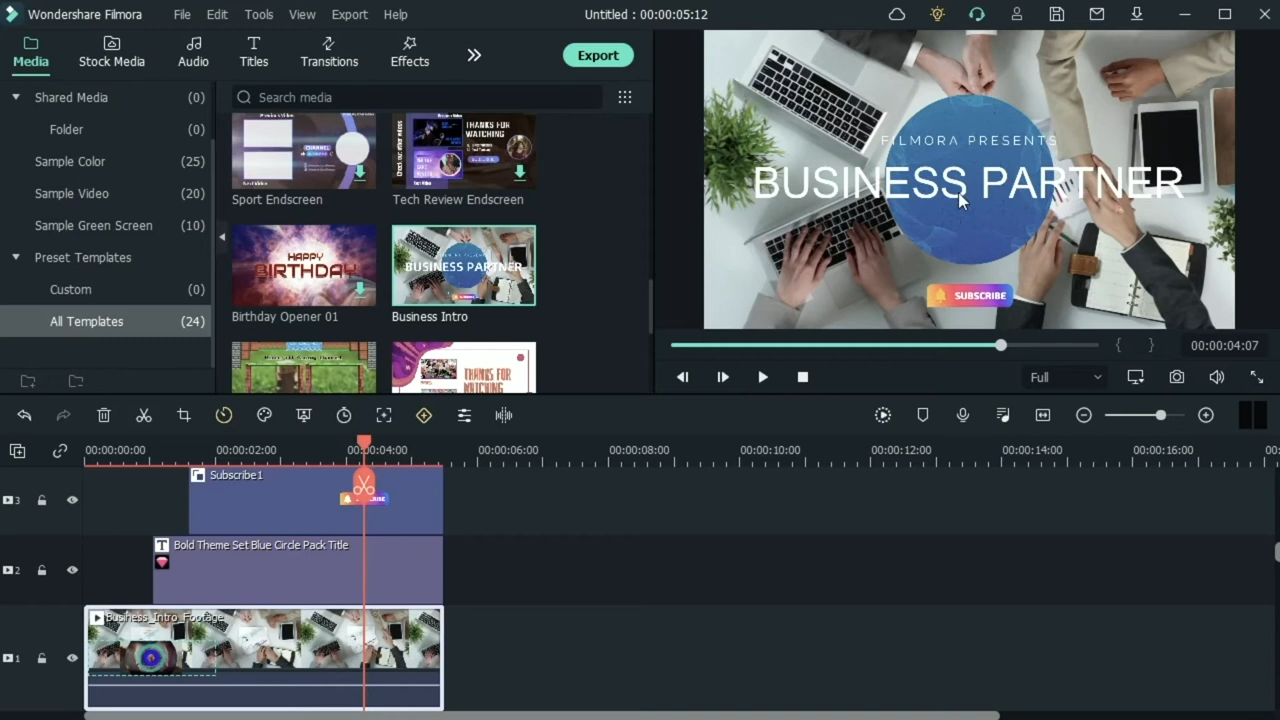 Wondershare Filmora
File Edit Tools View Export Help
Untitled : 00:00:05:12
Media
Stock Media
Audio
Titles
Transitions
Effects
Export
Shared Media (0)
Folder (0)
Sample Color (25)
Sample Video (20)
Sample Green Screen (10)
Preset Templates
Custom (0)
All Templates (24)
Search media
THANKS FOR
WATCHING
Sport Endscreen
Tech Review Endscreen
HAPPY
BIRTHDAY
BUSINESS PARTNER
Birthday Opener 01
Business Intro
THANKS FOR
FILMORA PRESENTS
BUSINESS PARTNER
SUBSCRIBE
00:00:04:07
Full
00:00:00:00 00:00:02:00 00:00:04:00 00:00:06:00 00:00:08:00 00:00:10:00 00:00:12:00 00:00:14:00 00:00:16:00
3
Subscribe1
2
T Bold Theme Set Blue Circle Pack Title
1
Business_Intro_Footage